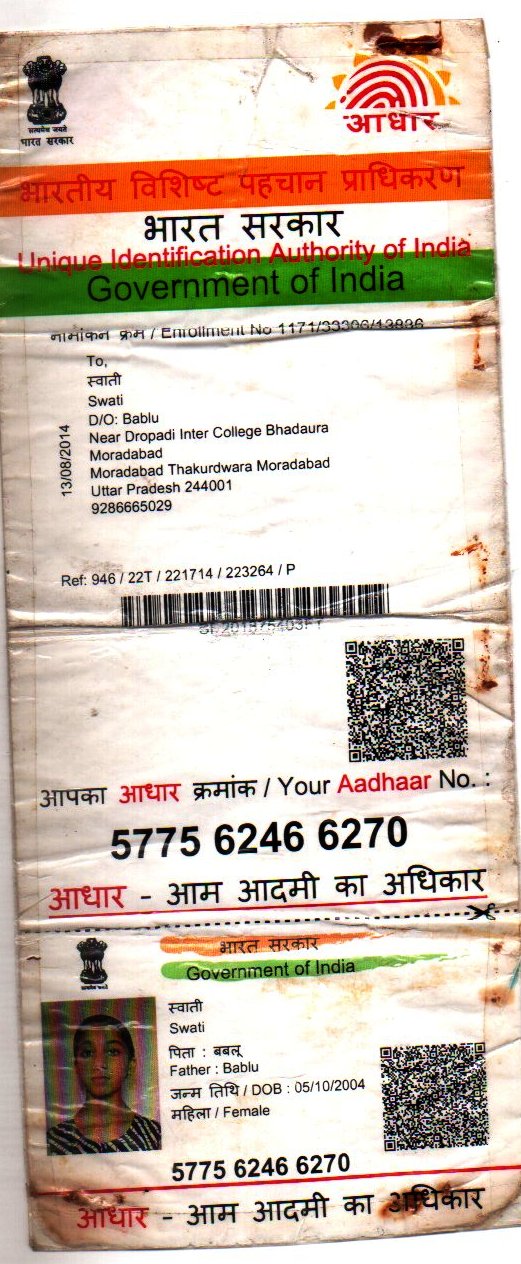 सत्यमेव जयते
भारत सरकार
आधार
भारतीय विशिष्ट पहचान प्राधिकरण
भारत सरकार
Unique Identification Authority of India
Government of India
नामांकन क्रम / Enrollment No
To,
स्वाती
Swati
D/O: Bablu
Near Dropadi Inter College Bhadaura
Moradabad
Moradabad Thakurdwara Moradabad
Uttar Pradesh 244001
9286665029
13/08/2014
Ref: 946 / 22T / 221714 / 223264 / P
आपका आधार क्रमांक / Your Aadhaar No. :
5775 6246 6270
आधार - आम आदमी का अधिकार
भारत सरकार
Government of India
स्वाती
Swati
पिता : बबलू
Father : Bablu
जन्म तिथि / DOB : 05/10/2004
महिला / Female
5775 6246 6270
आधार - आम आदमी का अधिकार